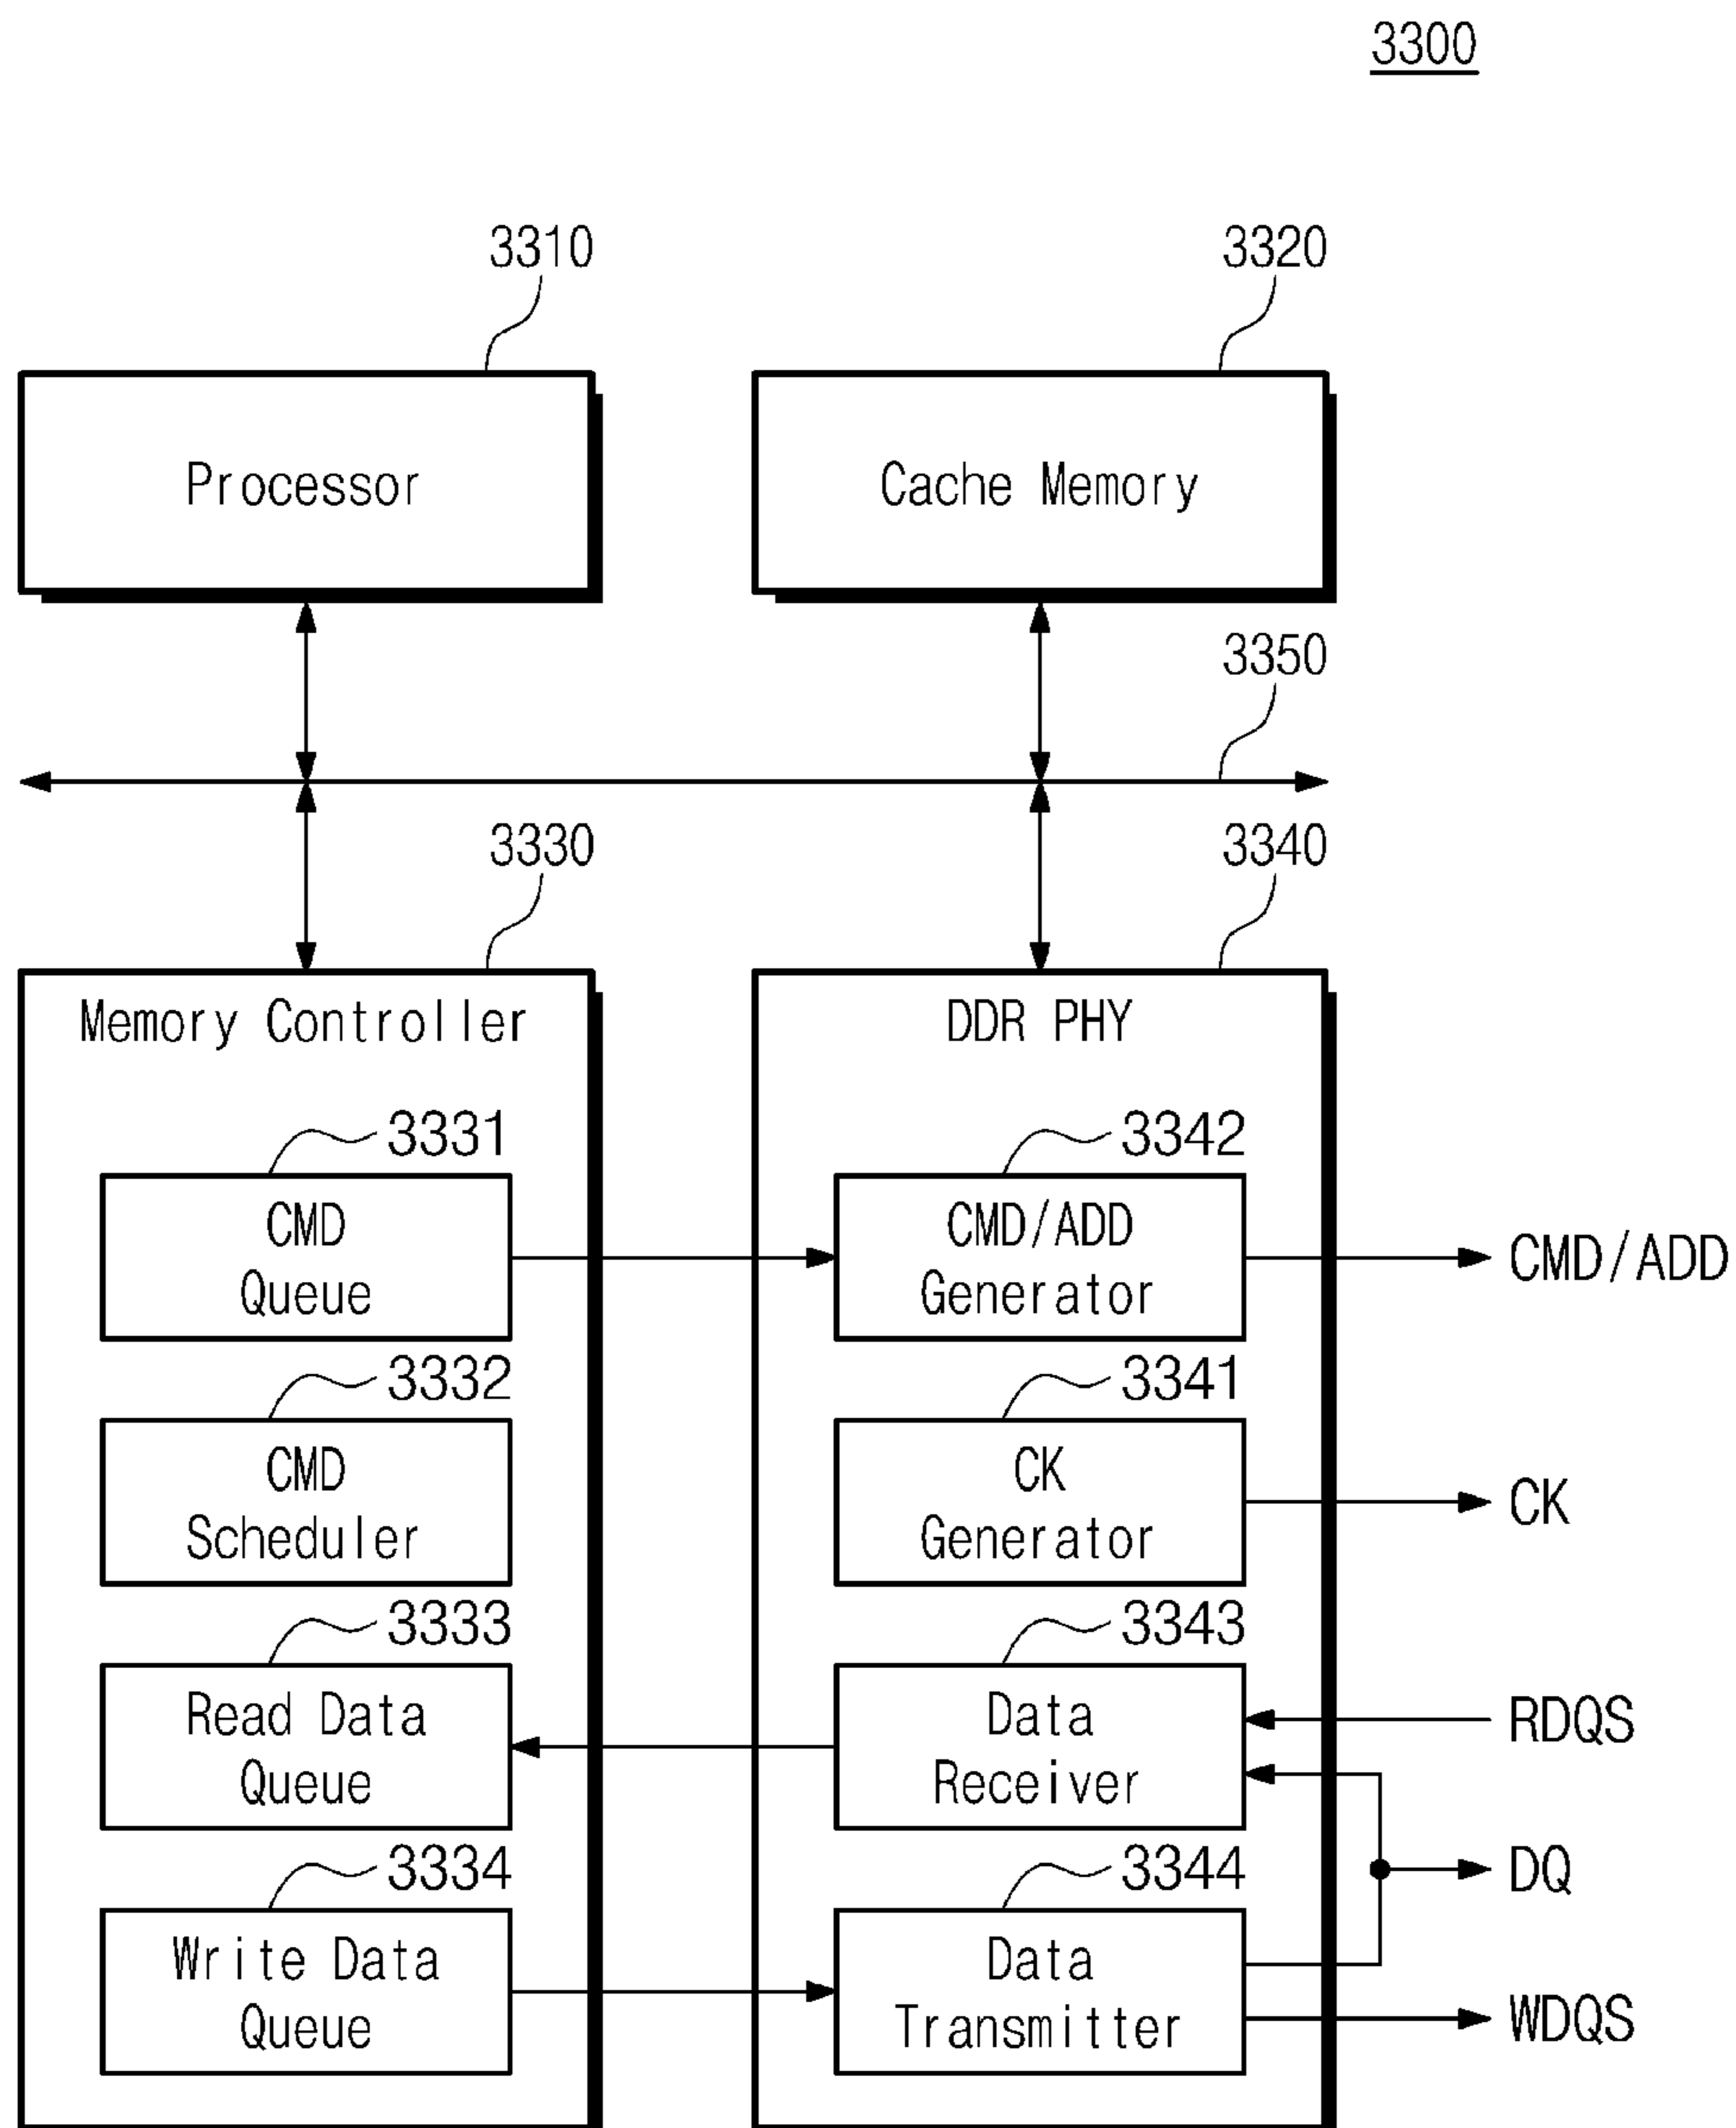 3300
3310
3320
Processor
Cache Memory
3350
3330
3340
Memory Controller
DDR PHY
3331
3342
CMD
Queue
CMD/ADD
Generator
CMD/ADD
3332
3341
CMD
Scheduler
CK
Generator
CK
3333
3343
Read Data
Queue
Data
Receiver
RDQS
3334
3344
DQ
Write Data
Queue
Data
Transmitter
WDQS